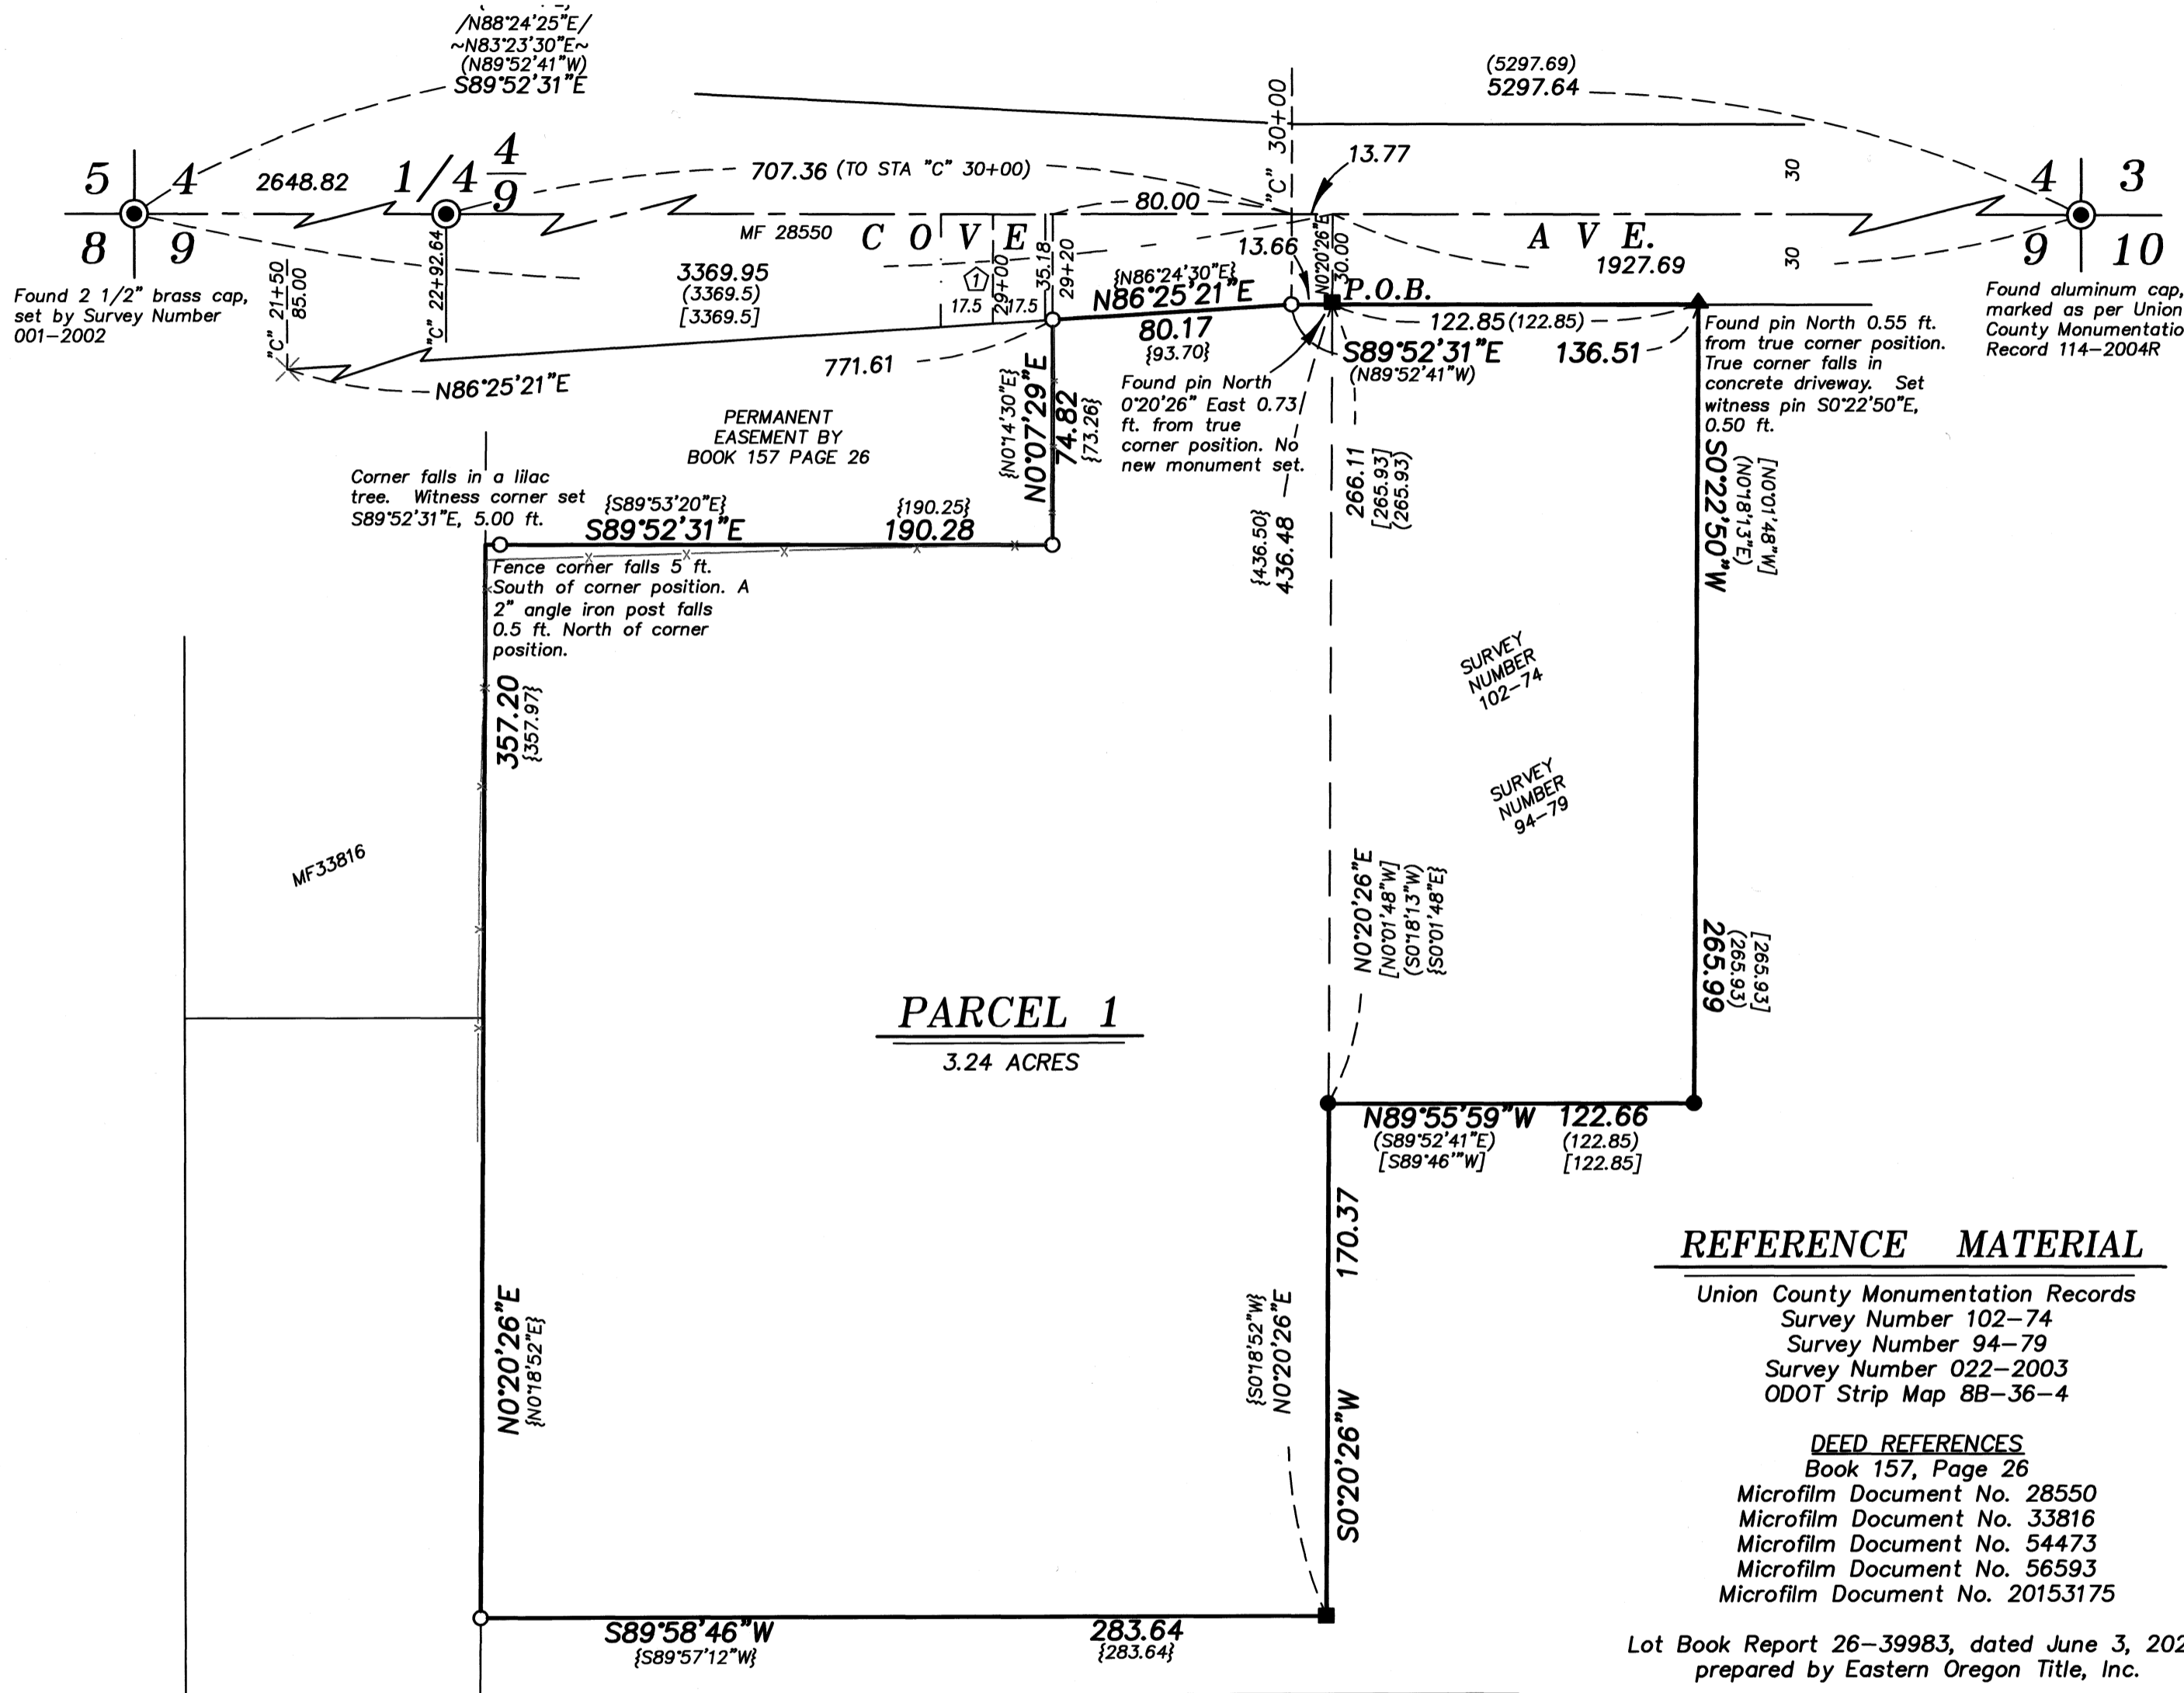 /N88°24'25"E/
~N83°23'30"E~
(N89°52'41"W)
S89°52'31"E
(5297.69)
5297.64
5 4
8 9
2648.82
1/4 4/9
707.36 (TO STA "C" 30+00)
"C" 30+00
13.77
30
4 3
9 10
80.00
MF 28550
COVE AVE.
13.66
N0°20'26"E
30.00
1927.69
30
Found 2 1/2" brass cap,
set by Survey Number
001-2002
"C" 21+50
85.00
"C" 22+92.64
3369.95
(3369.5)
[3369.5]
1
17.5
29+00
17.5
35.18
29+20
{N86°24'30"E}
N86°25'21"E
80.17
{93.70}
P.O.B.
122.85(122.85)
S89°52'31"E 136.51
(N89°52'41"W)
Found aluminum cap,
marked as per Union
County Monumentatio
Record 114-2004R
Found pin North 0.55 ft.
from true corner position.
True corner falls in
concrete driveway. Set
witness pin S0°22'50"E,
0.50 ft.
771.61
N86°25'21"E
PERMANENT
EASEMENT BY
BOOK 157 PAGE 26
{N0°14'30"E}
N0°07'29"E
74.82
{73.26}
Found pin North
0°20'26" East 0.73
ft. from true
corner position. No
new monument set.
266.11
[265.93]
(265.93)
{436.50}
436.48
S0°22'50"W
(N0°18'13"E)
[N0°01'48"W]
Corner falls in a lilac
tree. Witness corner set
S89°52'31"E, 5.00 ft.
{S89°53'20"E}
S89°52'31"E
{190.25}
190.28
Fence corner falls 5 ft.
South of corner position. A
2" angle iron post falls
0.5 ft. North of corner
position.
357.20
{357.97}
SURVEY
NUMBER
102-74
SURVEY
NUMBER
94-79
MF33816
N0°20'26"E
[N0°01'48"W]
(S0°18'13"W)
{S0°01'48"E}
265.99
(265.93)
[265.93]
PARCEL 1
3.24 ACRES
N89°55'59"W 122.66
(S89°52'41"E) (122.85)
[S89°46'"W] [122.85]
170.37
{S0°18'52"W}
N0°20'26"E
S0°20'26"W
N0°20'26"E
{N0°18'52"E}
S89°58'46"W
{S89°57'12"W}
283.64
{283.64}
REFERENCE MATERIAL
Union County Monumentation Records
Survey Number 102-74
Survey Number 94-79
Survey Number 022-2003
ODOT Strip Map 8B-36-4
DEED REFERENCES
Book 157, Page 26
Microfilm Document No. 28550
Microfilm Document No. 33816
Microfilm Document No. 54473
Microfilm Document No. 56593
Microfilm Document No. 20153175
Lot Book Report 26-39983, dated June 3, 202
prepared by Eastern Oregon Title, Inc.